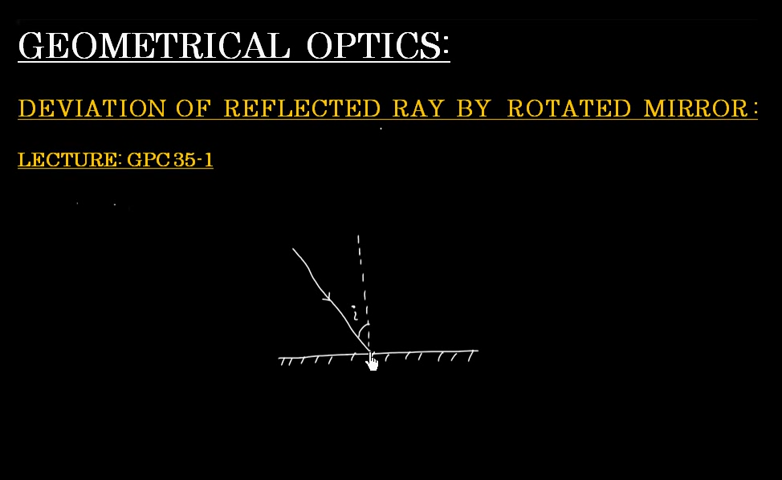 GEOMETRICAL OPTICS:
DEVIATION OF REFLECTED RAY BY ROTATED MIRROR :
LECTURE: GPC 35-1
i